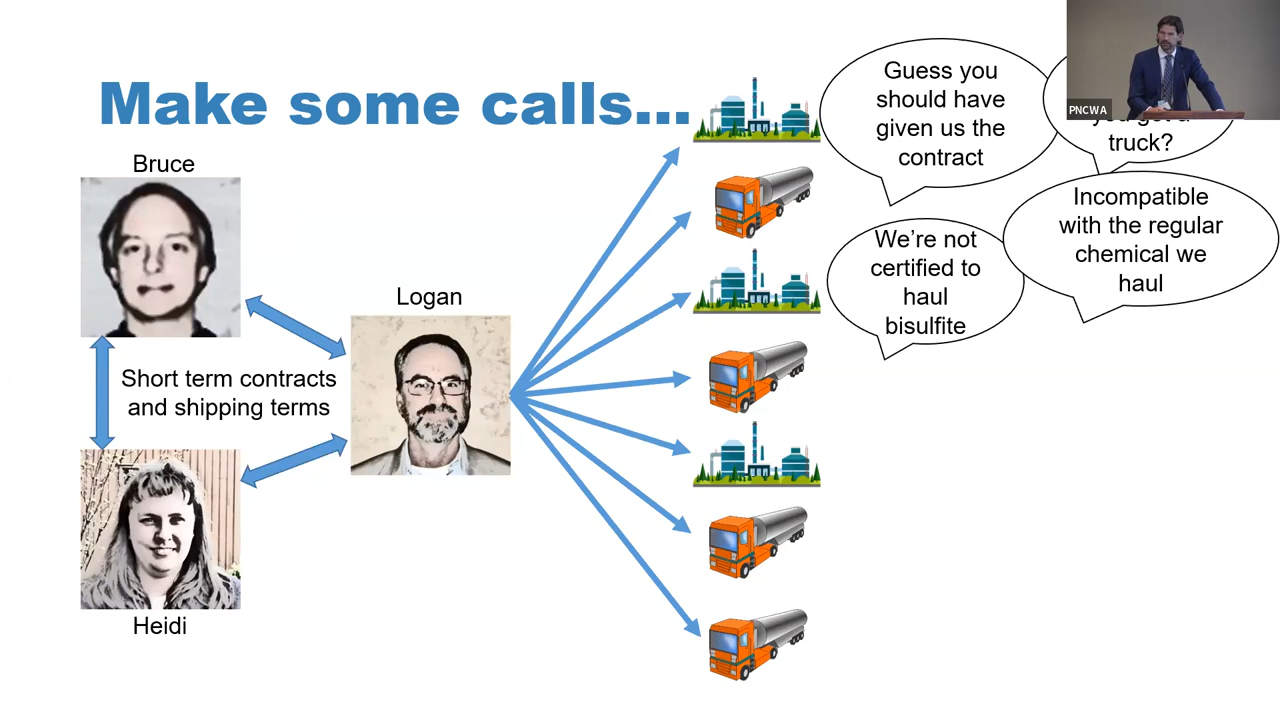 Make some calls...
Guess you
should have
given us the
contract
PNCWA
truck?
Bruce
Incompatible
with the regular
chemical we
haul
We're not
certified to
haul
bisulfite
Logan
Short term contracts
and shipping terms
Heidi